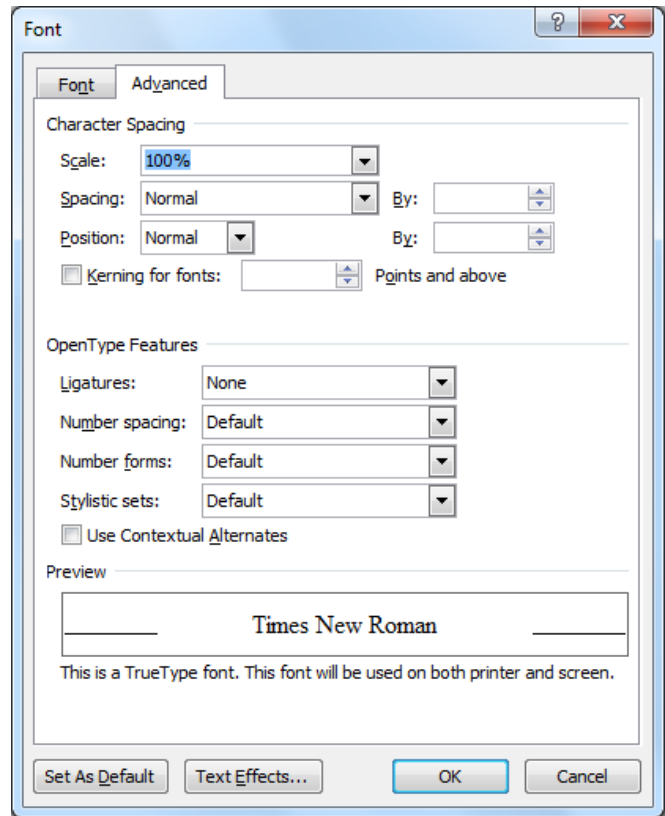 Font
Font Advanced
Character Spacing
Scale: 100%
Spacing: Normal By:
Position: Normal By:
Kerning for fonts: Points and above
OpenType Features
Ligatures: None
Number spacing: Default
Number forms: Default
Stylistic sets: Default
Use Contextual Alternates
Preview
Times New Roman
This is a TrueType font. This font will be used on both printer and screen.
Set As Default Text Effects... OK Cancel